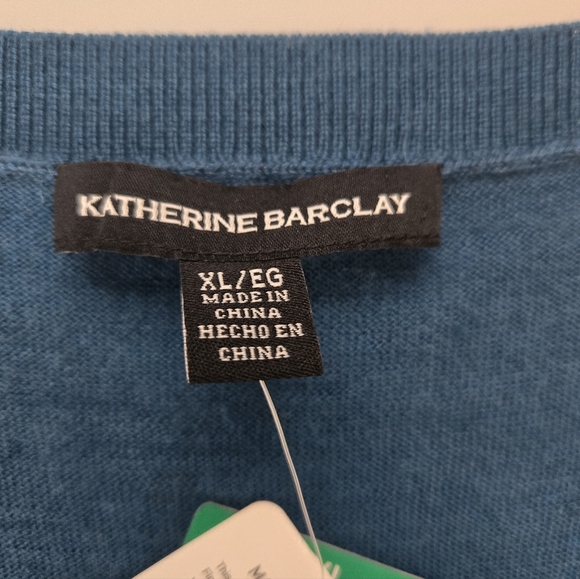 KATHERINE BARCLAY
XL/EG
MADE IN
CHINA
HECHO EN
CHINA